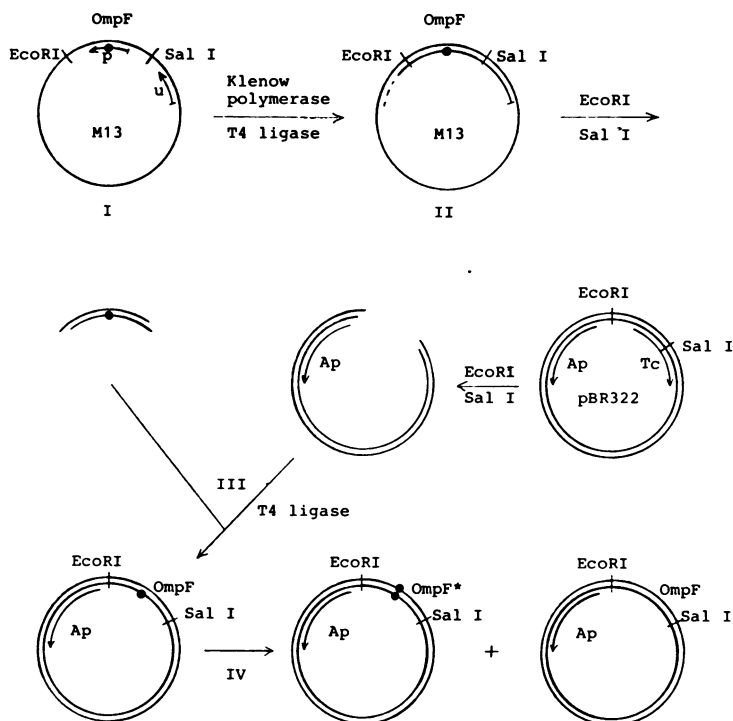 OmpF
EcoRI
p
Sal I
u
M13
I
Klenow
polymerase
T4 ligase
OmpF
EcoRI
Sal I
M13
II
EcoRI
Sal I
Ap
EcoRI
Sal I
EcoRI
Sal I
Ap
Tc
pBR322
III
T4 ligase
EcoRI
OmpF
Sal I
Ap
IV
EcoRI
OmpF*
Sal I
Ap
+
EcoRI
OmpF
Sal I
Ap